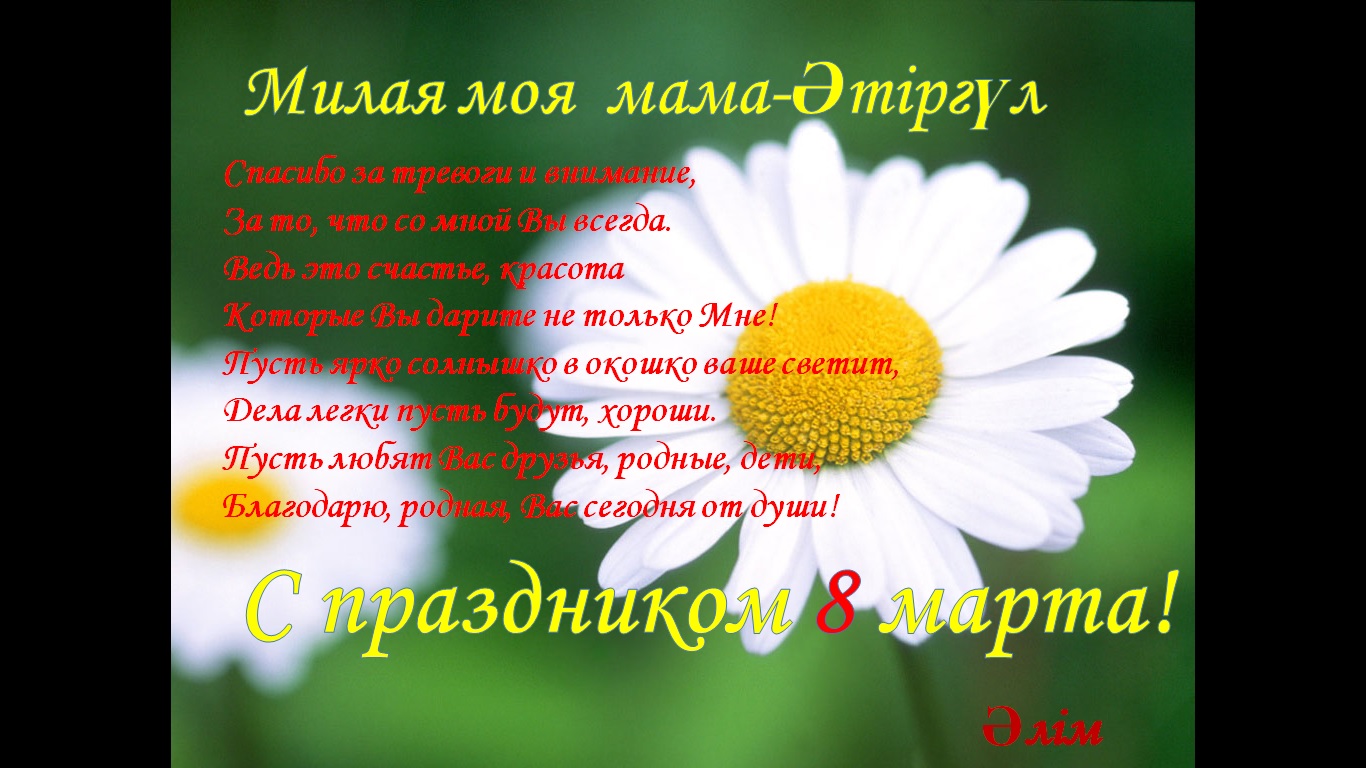 Милая моя мама-Әтіргүл
Спасибо за тревоги и внимание,
За то, что со мной Вы всегда.
Ведь это счастье, красота
Которые Вы дарите не только Мне!
Пусть ярко солнышко в окошко ваше светит,
Дела легки пусть будут, хороши.
Пусть любят Вас друзья, родные, дети,
Благодарю, родная, Вас сегодня от души!
С праздником 8 марта!
Әлім